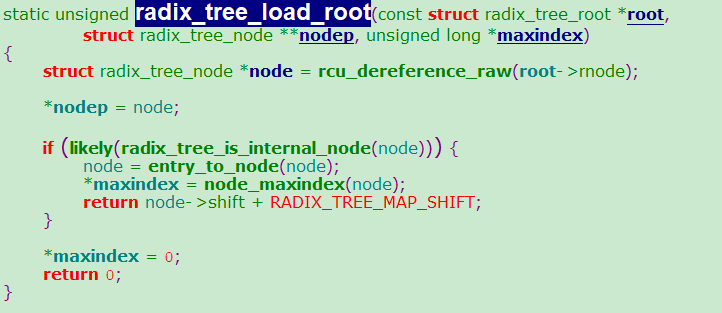 static unsigned radix_tree_load_root(const struct radix_tree_root *root,
struct radix_tree_node **nodep, unsigned long *maxindex)
{
struct radix_tree_node *node = rcu_dereference_raw(root->rnode);
*nodep = node;
if (likely(radix_tree_is_internal_node(node))) {
node = entry_to_node(node);
*maxindex = node_maxindex(node);
return node->shift + RADIX_TREE_MAP_SHIFT;
}
*maxindex = 0;
return 0;
}